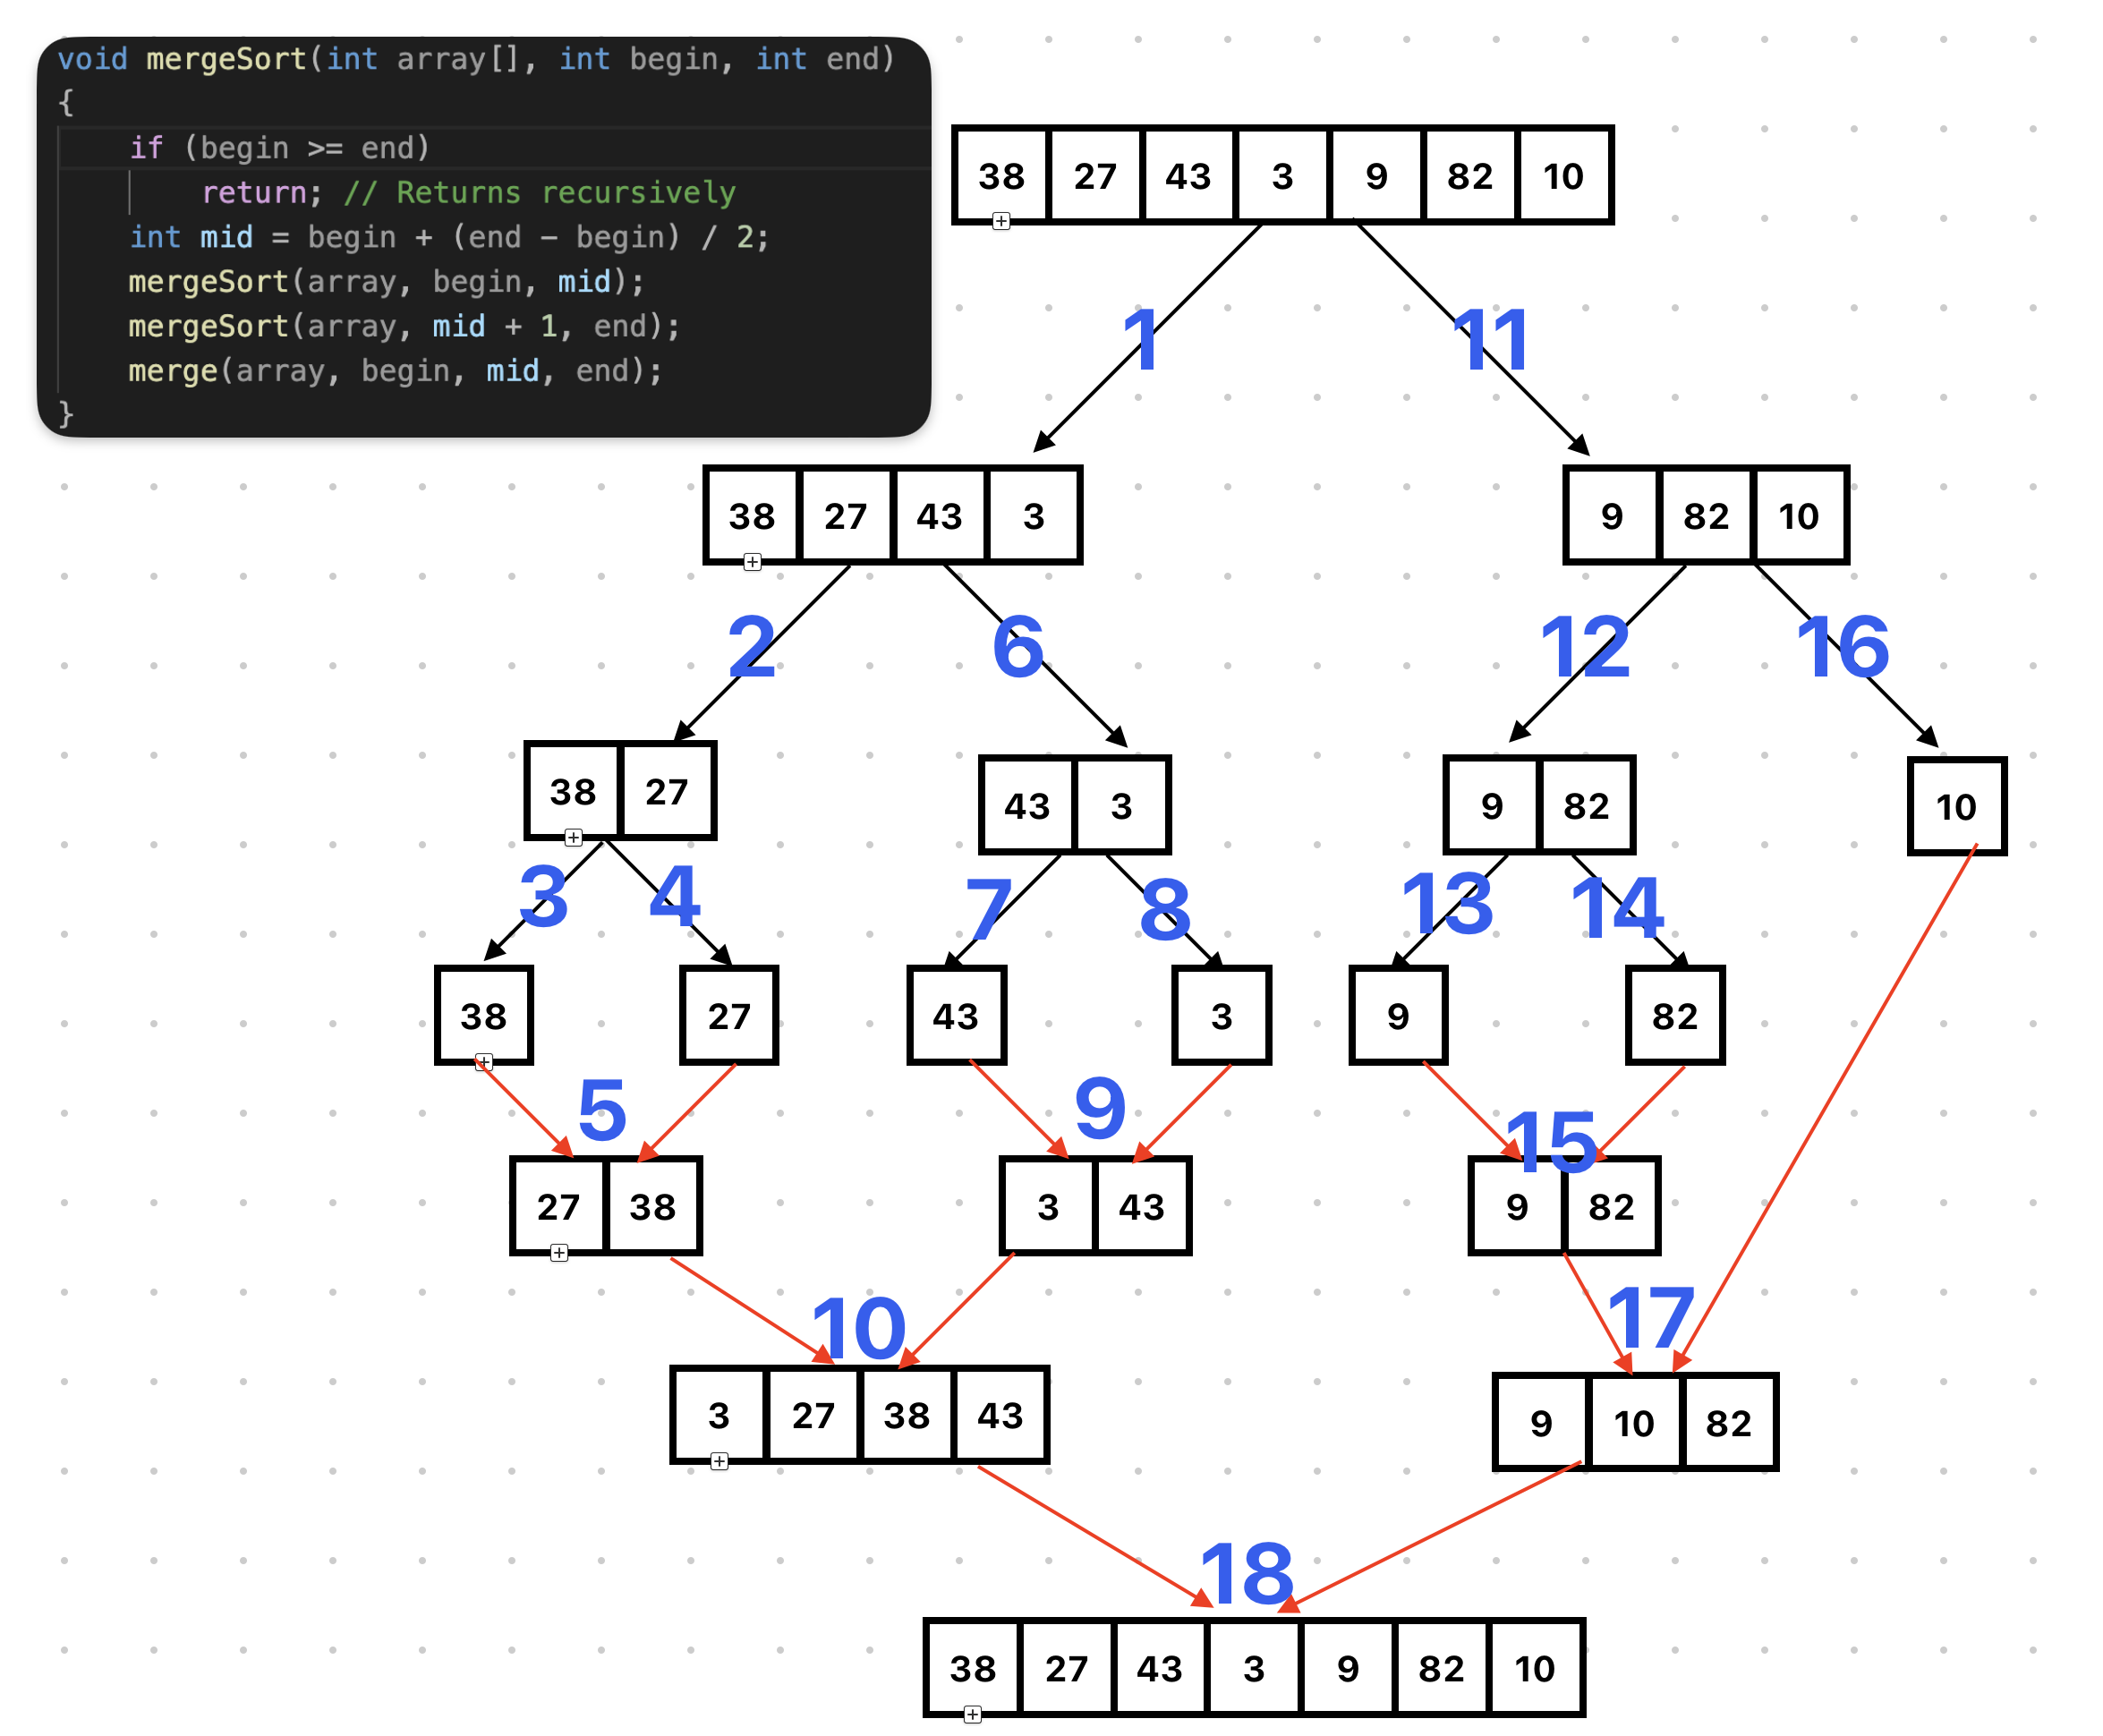 void mergeSort(int array[], int begin, int end)
{
if (begin >= end)
return; // Returns recursively
int mid = begin + (end - begin) / 2;
mergeSort(array, begin, mid);
mergeSort(array, mid + 1, end);
merge(array, begin, mid, end);
}
38 27 43 3 9 82 10
1 11
38 27 43 3 9 82 10
2 6 12 16
38 27 43 3 9 82 10
3 4 7 8 13 14
38 27 43 3 9 82
5 9 15
27 38 3 43 9 82
10 17
3 27 38 43 9 10 82
18
38 27 43 3 9 82 10